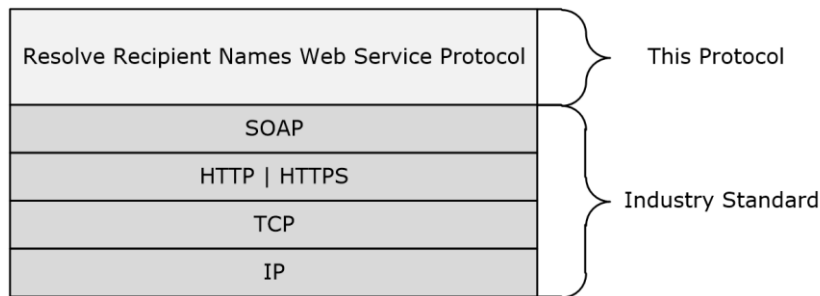 Resolve Recipient Names Web Service Protocol
This Protocol
SOAP
HTTP | HTTPS
TCP
IP
Industry Standard